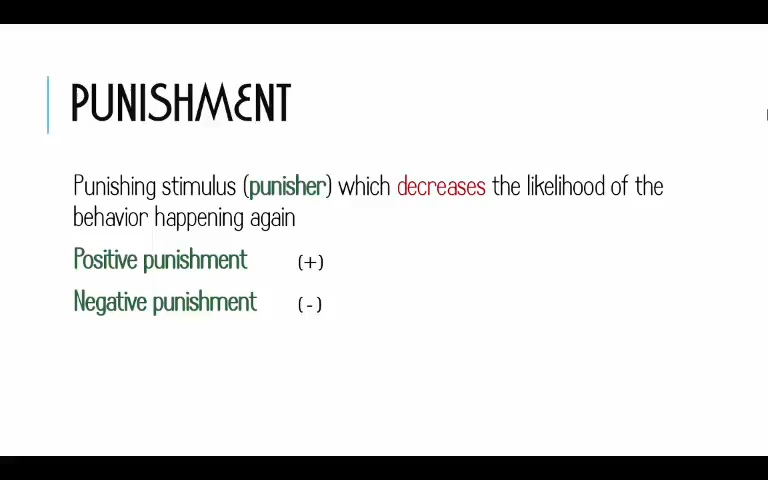 PUNISHMENT
Punishing stimulus (punisher) which decreases the likelihood of the
behavior happening again
Positive punishment (+)
Negative punishment (-)